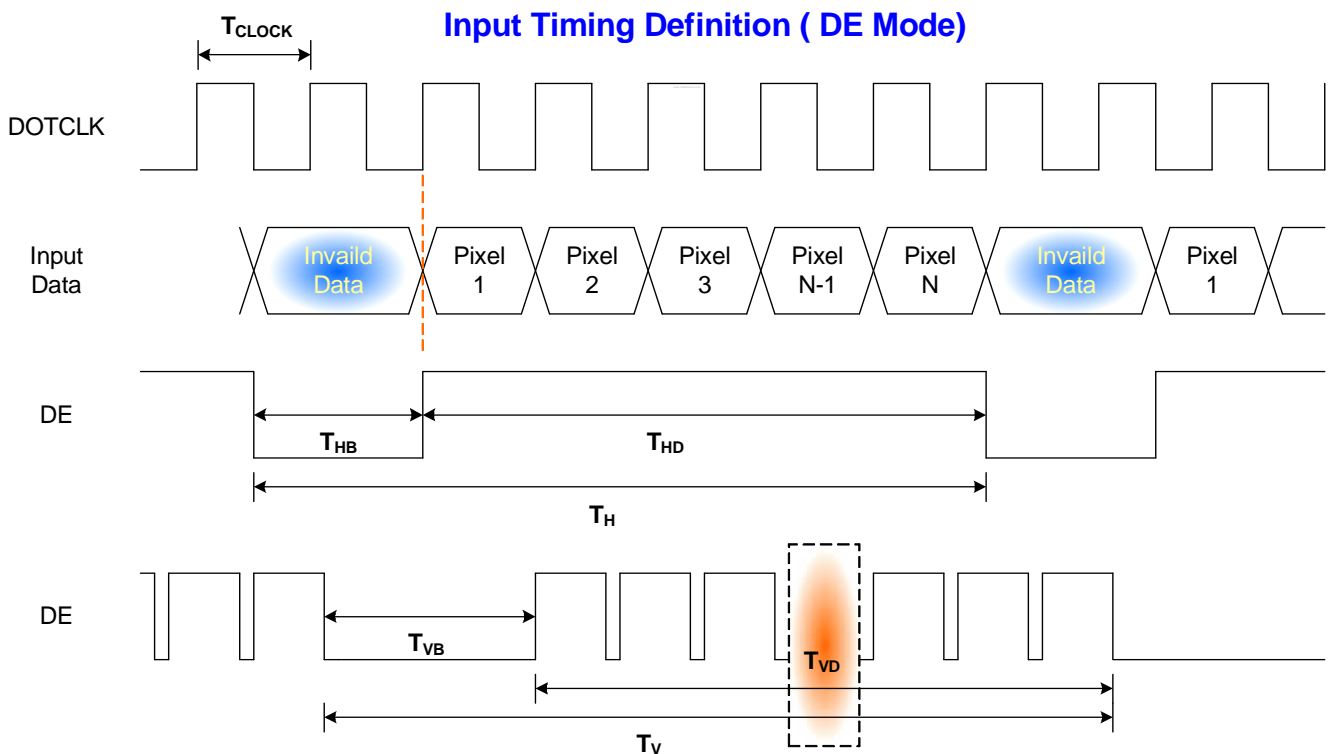 Input Timing Definition ( DE Mode)
TCLOCK
DOTCLK
Input
Data
Invaild
Data
Pixel
1
Pixel
2
Pixel
3
Pixel
N-1
Pixel
N
Invaild
Data
Pixel
1
DE
THB
THD
TH
DE
TVB
TVD
TV